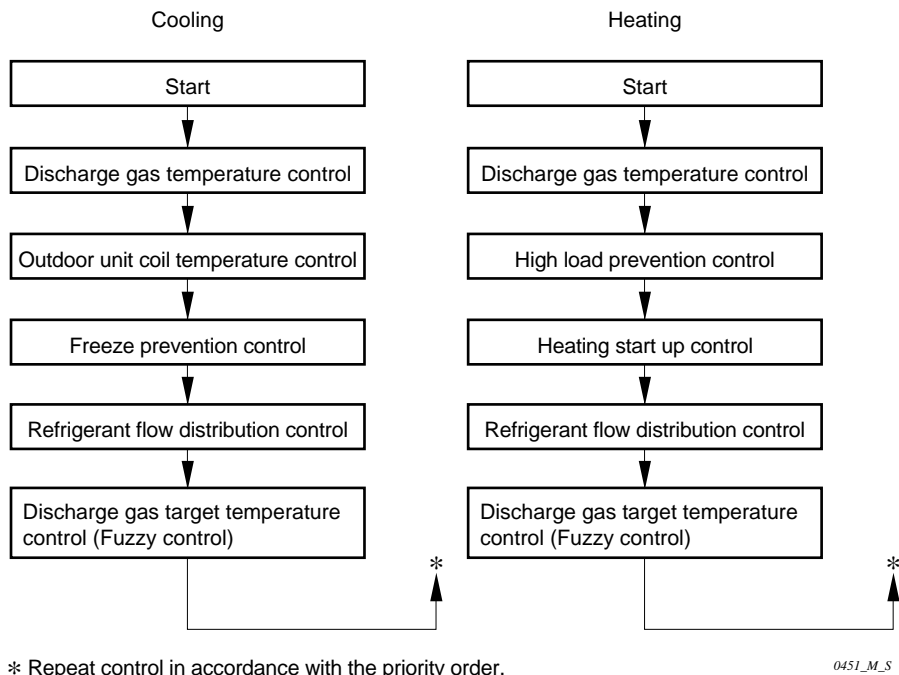 Cooling
Start
Discharge gas temperature control
Outdoor unit coil temperature control
Freeze prevention control
Refrigerant flow distribution control
Discharge gas target temperature
control (Fuzzy control)
*
Heating
Start
Discharge gas temperature control
High load prevention control
Heating start up control
Refrigerant flow distribution control
Discharge gas target temperature
control (Fuzzy control)
*
* Repeat control in accordance with the priority order.
0451_M_S